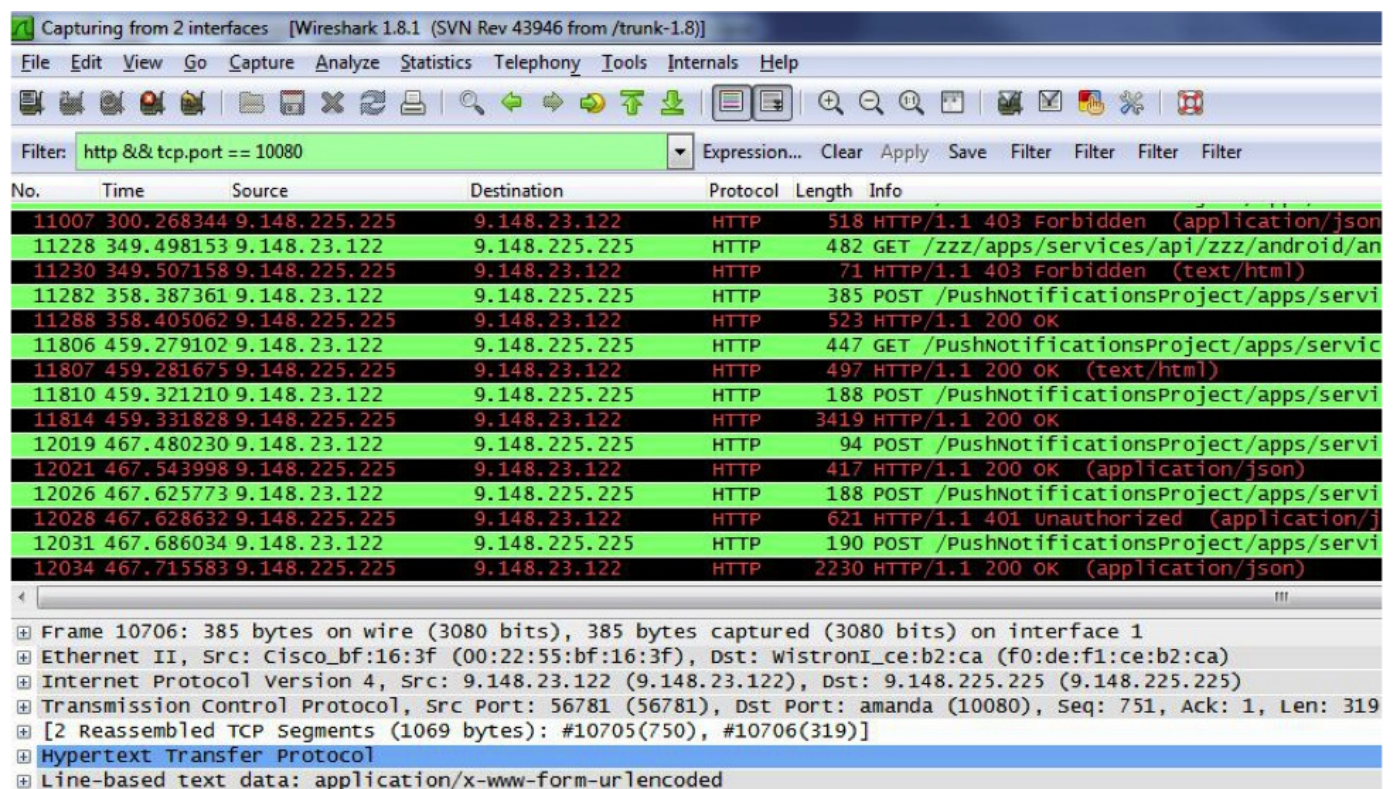 Capturing from 2 interfaces [Wireshark 1.8.1 (SVN Rev 43946 from /trunk-1.8)]
File Edit View Go Capture Analyze Statistics Telephony Tools Internals Help
Filter: http && tcp.port == 10080 Expression... Clear Apply Save Filter Filter Filter Filter
No. Time Source Destination Protocol Length Info
11007 300.268344 9.148.225.225 9.148.23.122 HTTP 518 HTTP/1.1 403 Forbidden (application/json
11228 349.498153 9.148.23.122 9.148.225.225 HTTP 482 GET /zzz/apps/services/api/zzz/android/an
11230 349.507158 9.148.225.225 9.148.23.122 HTTP 71 HTTP/1.1 403 Forbidden (text/html)
11282 358.387361 9.148.23.122 9.148.225.225 HTTP 385 POST /PushNotificationsProject/apps/servi
11288 358.405062 9.148.225.225 9.148.23.122 HTTP 523 HTTP/1.1 200 OK
11806 459.279102 9.148.23.122 9.148.225.225 HTTP 447 GET /PushNotificationsProject/apps/servic
11807 459.281675 9.148.225.225 9.148.23.122 HTTP 497 HTTP/1.1 200 OK (text/html)
11810 459.321210 9.148.23.122 9.148.225.225 HTTP 188 POST /PushNotificationsProject/apps/servi
11814 459.331828 9.148.225.225 9.148.23.122 HTTP 3419 HTTP/1.1 200 OK
12019 467.480230 9.148.23.122 9.148.225.225 HTTP 94 POST /PushNotificationsProject/apps/servi
12021 467.543998 9.148.225.225 9.148.23.122 HTTP 417 HTTP/1.1 200 OK (application/json)
12026 467.625773 9.148.23.122 9.148.225.225 HTTP 188 POST /PushNotificationsProject/apps/servi
12028 467.628632 9.148.225.225 9.148.23.122 HTTP 621 HTTP/1.1 401 Unauthorized (application/j
12031 467.686034 9.148.23.122 9.148.225.225 HTTP 190 POST /PushNotificationsProject/apps/servi
12034 467.715583 9.148.225.225 9.148.23.122 HTTP 2230 HTTP/1.1 200 OK (application/json)
Frame 10706: 385 bytes on wire (3080 bits), 385 bytes captured (3080 bits) on interface 1
Ethernet II, Src: Cisco_bf:16:3f (00:22:55:bf:16:3f), Dst: WistronI_ce:b2:ca (f0:de:f1:ce:b2:ca)
Internet Protocol Version 4, Src: 9.148.23.122 (9.148.23.122), Dst: 9.148.225.225 (9.148.225.225)
Transmission Control Protocol, Src Port: 56781 (56781), Dst Port: amanda (10080), Seq: 751, Ack: 1, Len: 319
[2 Reassembled TCP Segments (1069 bytes): #10705(750), #10706(319)]
Hypertext Transfer Protocol
Line-based text data: application/x-www-form-urlencoded